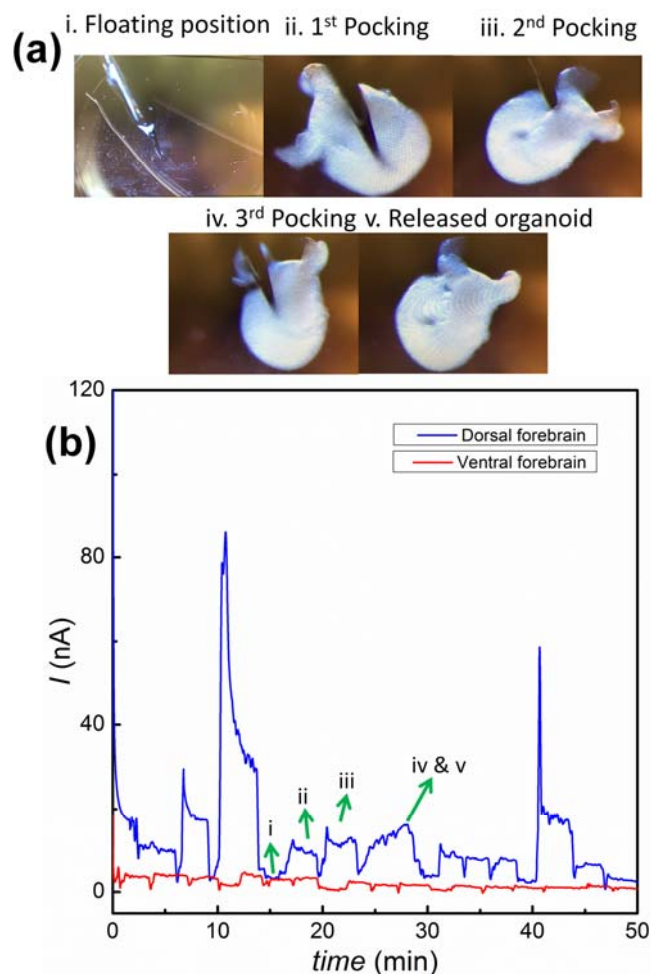 i. Floating position
ii. 1st Pocking
iii. 2nd Pocking
(a)
iv. 3rd Pocking
v. Released organoid
(b)
120
80
40
0
I (nA)
Dorsal forebrain
Ventral forebrain
i
ii
iii
iv & v
0
10
20
30
40
50
time (min)